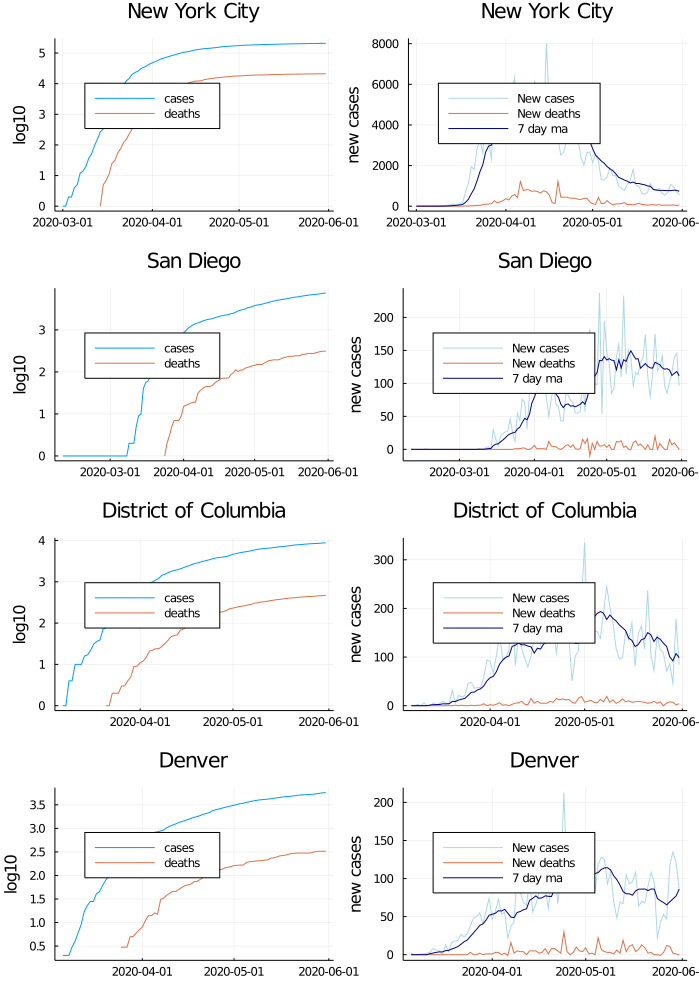 New York City
log10
5
4
3
2
1
0
cases
deaths
2020-03-01 2020-04-01 2020-05-01 2020-06-01
New York City
new cases
8000
6000
4000
2000
0
New cases
New deaths
7 day ma
2020-03-01 2020-04-01 2020-05-01 2020-06-
San Diego
log10
3
2
1
0
cases
deaths
2020-03-01 2020-04-01 2020-05-01 2020-06-01
San Diego
new cases
200
150
100
50
0
New cases
New deaths
7 day ma
2020-03-01 2020-04-01 2020-05-01 2020-06-
District of Columbia
log10
4
3
2
1
0
cases
deaths
2020-04-01 2020-05-01 2020-06-01
District of Columbia
new cases
300
200
100
0
New cases
New deaths
7 day ma
2020-04-01 2020-05-01 2020-06-
Denver
log10
3.5
3.0
2.5
2.0
1.5
1.0
0.5
cases
deaths
2020-04-01 2020-05-01 2020-06-01
Denver
new cases
200
150
100
50
0
New cases
New deaths
7 day ma
2020-04-01 2020-05-01 2020-06-